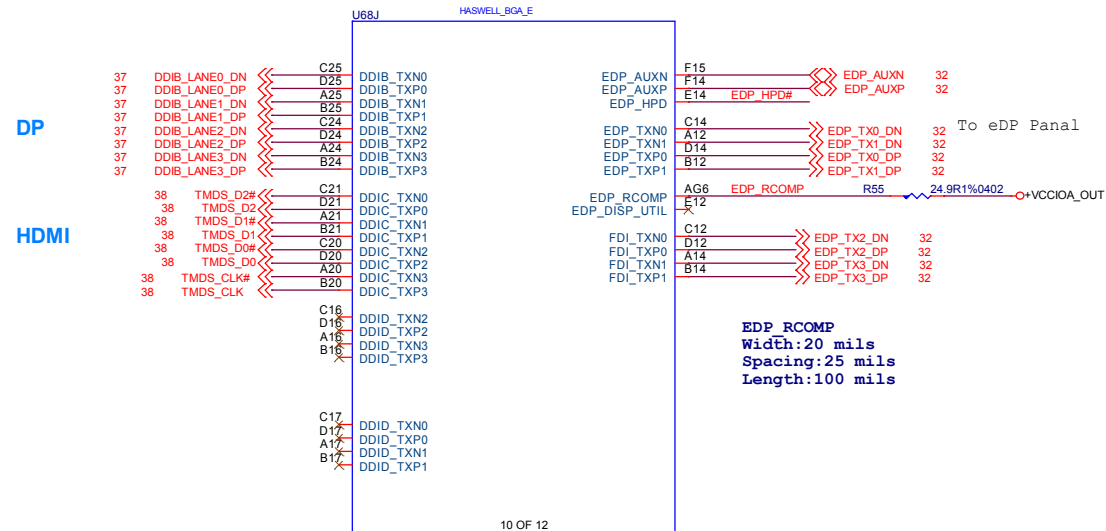 U68J
HASWELL_BGA_E
DP
37 DDIB_LANE0_DN C25 DDIB_TXN0
37 DDIB_LANE0_DP D25 DDIB_TXP0
37 DDIB_LANE1_DN A25 DDIB_TXN1
37 DDIB_LANE1_DP B25 DDIB_TXP1
37 DDIB_LANE2_DN C24 DDIB_TXN2
37 DDIB_LANE2_DP D24 DDIB_TXP2
37 DDIB_LANE3_DN A24 DDIB_TXN3
37 DDIB_LANE3_DP B24 DDIB_TXP3
HDMI
38 TMDS_D2# C21 DDIC_TXN0
38 TMDS_D2 D21 DDIC_TXP0
38 TMDS_D1# A21 DDIC_TXN1
38 TMDS_D1 B21 DDIC_TXP1
38 TMDS_D0# C20 DDIC_TXN2
38 TMDS_D0 D20 DDIC_TXP2
38 TMDS_CLK# A20 DDIC_TXN3
38 TMDS_CLK B20 DDIC_TXP3
C16 DDID_TXN2
D16 DDID_TXP2
A16 DDID_TXN3
B16 DDID_TXP3
C17 DDID_TXN0
D17 DDID_TXP0
A17 DDID_TXN1
B17 DDID_TXP1
EDP_AUXN F15 EDP_AUXN 32
EDP_AUXP F14 EDP_AUXP 32
EDP_HPD E14 EDP_HPD#
EDP_TXN0 C14 EDP_TX0_DN 32
EDP_TXN1 A12 EDP_TX1_DN 32
EDP_TXP0 D14 EDP_TX0_DP 32
EDP_TXP1 B12 EDP_TX1_DP 32
To eDP Panal
EDP_RCOMP AG6 EDP_RCOMP R55 24.9R1%0402 +VCCIOA_OUT
EDP_DISP_UTIL E12
FDI_TXN0 C12 EDP_TX2_DN 32
FDI_TXP0 D12 EDP_TX2_DP 32
FDI_TXN1 A14 EDP_TX3_DN 32
FDI_TXP1 B14 EDP_TX3_DP 32
EDP_RCOMP
Width:20 mils
Spacing:25 mils
Length:100 mils
10 OF 12